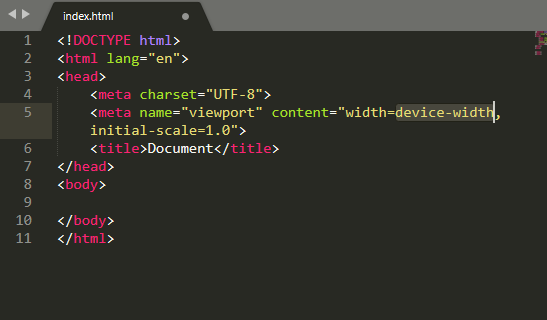 index.html
1 <!DOCTYPE html>
2 <html lang="en">
3 <head>
4 <meta charset="UTF-8">
5 <meta name="viewport" content="width=device-width,
initial-scale=1.0">
6 <title>Document</title>
7 </head>
8 <body>
9
10 </body>
11 </html>